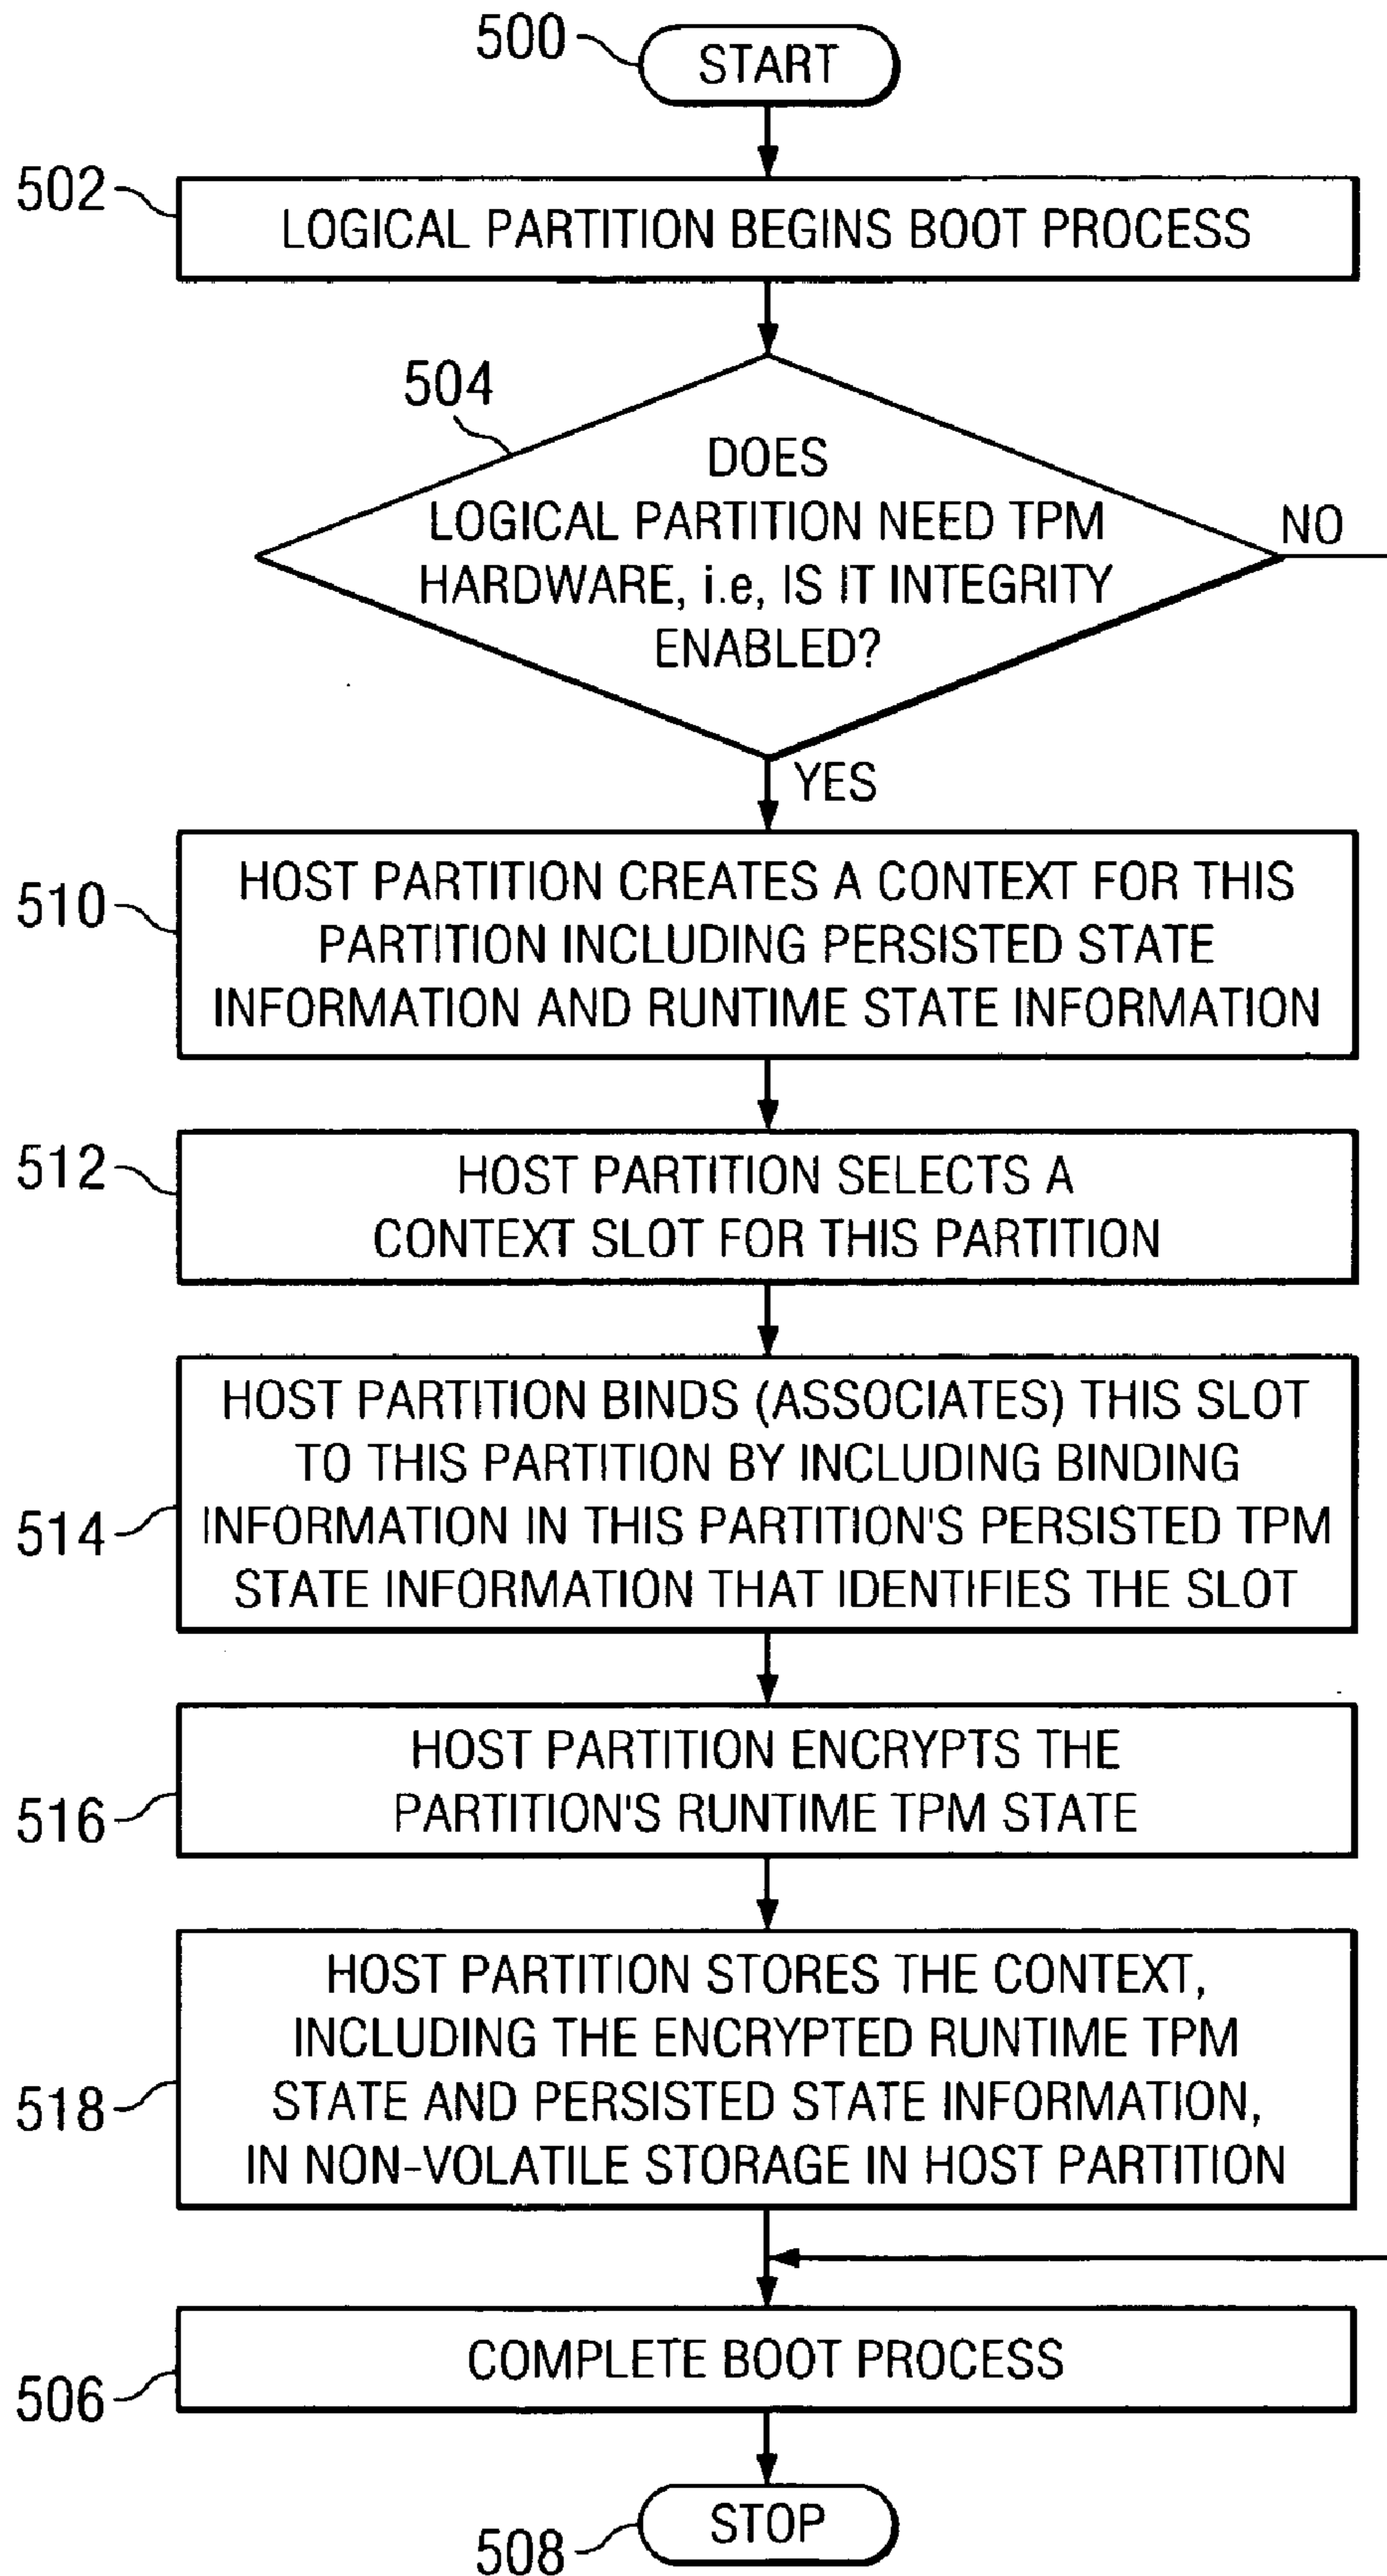 500
START
502
LOGICAL PARTITION BEGINS BOOT PROCESS
504
DOES
LOGICAL PARTITION NEED TPM
HARDWARE, i.e, IS IT INTEGRITY
ENABLED?
NO
YES
510
HOST PARTITION CREATES A CONTEXT FOR THIS
PARTITION INCLUDING PERSISTED STATE
INFORMATION AND RUNTIME STATE INFORMATION
512
HOST PARTITION SELECTS A
CONTEXT SLOT FOR THIS PARTITION
514
HOST PARTITION BINDS (ASSOCIATES) THIS SLOT
TO THIS PARTITION BY INCLUDING BINDING
INFORMATION IN THIS PARTITION'S PERSISTED TPM
STATE INFORMATION THAT IDENTIFIES THE SLOT
516
HOST PARTITION ENCRYPTS THE
PARTITION'S RUNTIME TPM STATE
518
HOST PARTITION STORES THE CONTEXT,
INCLUDING THE ENCRYPTED RUNTIME TPM
STATE AND PERSISTED STATE INFORMATION,
IN NON-VOLATILE STORAGE IN HOST PARTITION
506
COMPLETE BOOT PROCESS
508
STOP